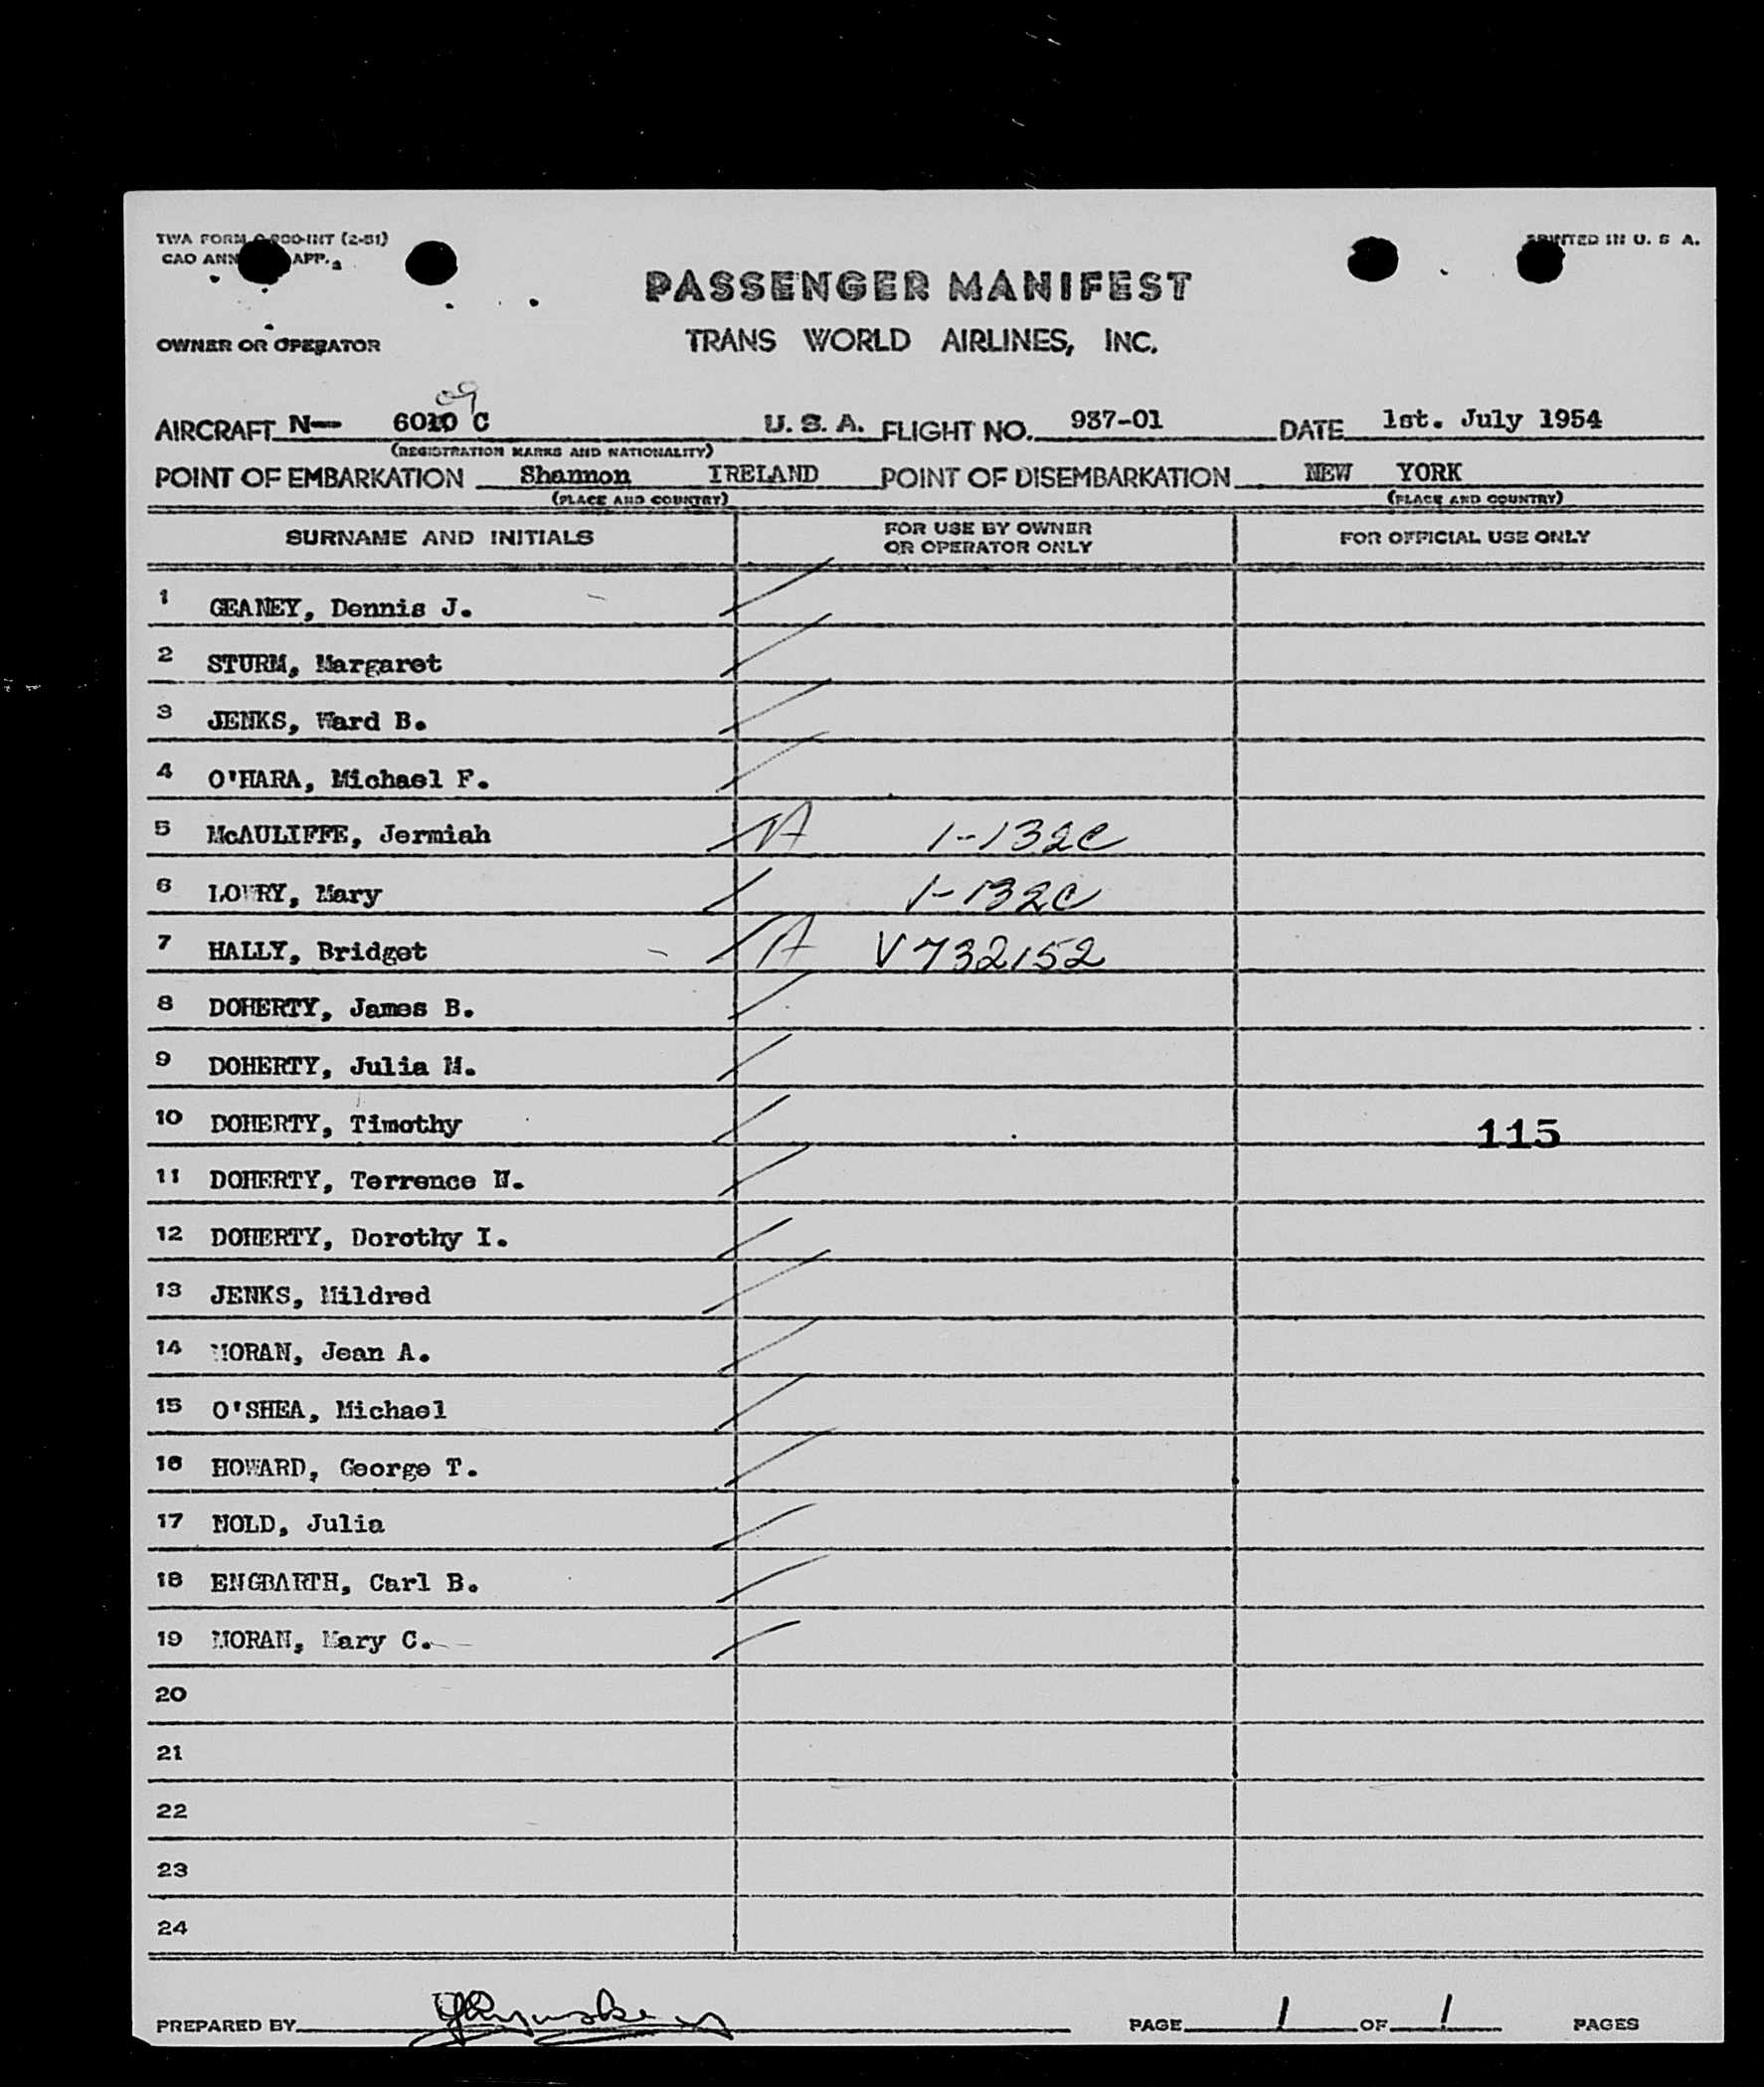 TWA FORM
PRINTED IN U. S A.
PASSENGER MANIFEST
OWNER OR OPERATOR
TRANS WORLD AIRLINES, INC.
09
AIRCRAFT N— 6010 C U. S. A. FLIGHT NO. 937-01 DATE 1st. July 1954
(REGISTRATION MARKS AND NATIONALITY)
POINT OF EMBARKATION Shannon IRELAND POINT OF DISEMBARKATION NEW YORK
(PLACE AND COUNTRY) (PLACE AND COUNTRY)
SURNAME AND INITIALS FOR USE BY OWNER OR OPERATOR ONLY FOR OFFICIAL USE ONLY
1 GEANEY, Dennis J.
2 STURM, Margaret
3 JENKS, Ward B.
4 O'HARA, Michael F.
5 McAULIFFE, Jermiah A 1-132C
6 LOWRY, Mary 1-132C
7 HALLY, Bridget A V732152
8 DOHERTY, James B.
9 DOHERTY, Julia M.
10 DOHERTY, Timothy 115
11 DOHERTY, Terrence
12 DOHERTY, Dorothy I.
13 JENKS, Mildred
14 MORAN, Jean A.
15 O'SHEA, Michael
16 HOWARD, George T.
17 NOLD, Julia
18 ENGBARTH, Carl B.
19 MORAN, Mary C.
20
21
22
23
24
PREPARED BY PAGE 1 OF 1 PAGES